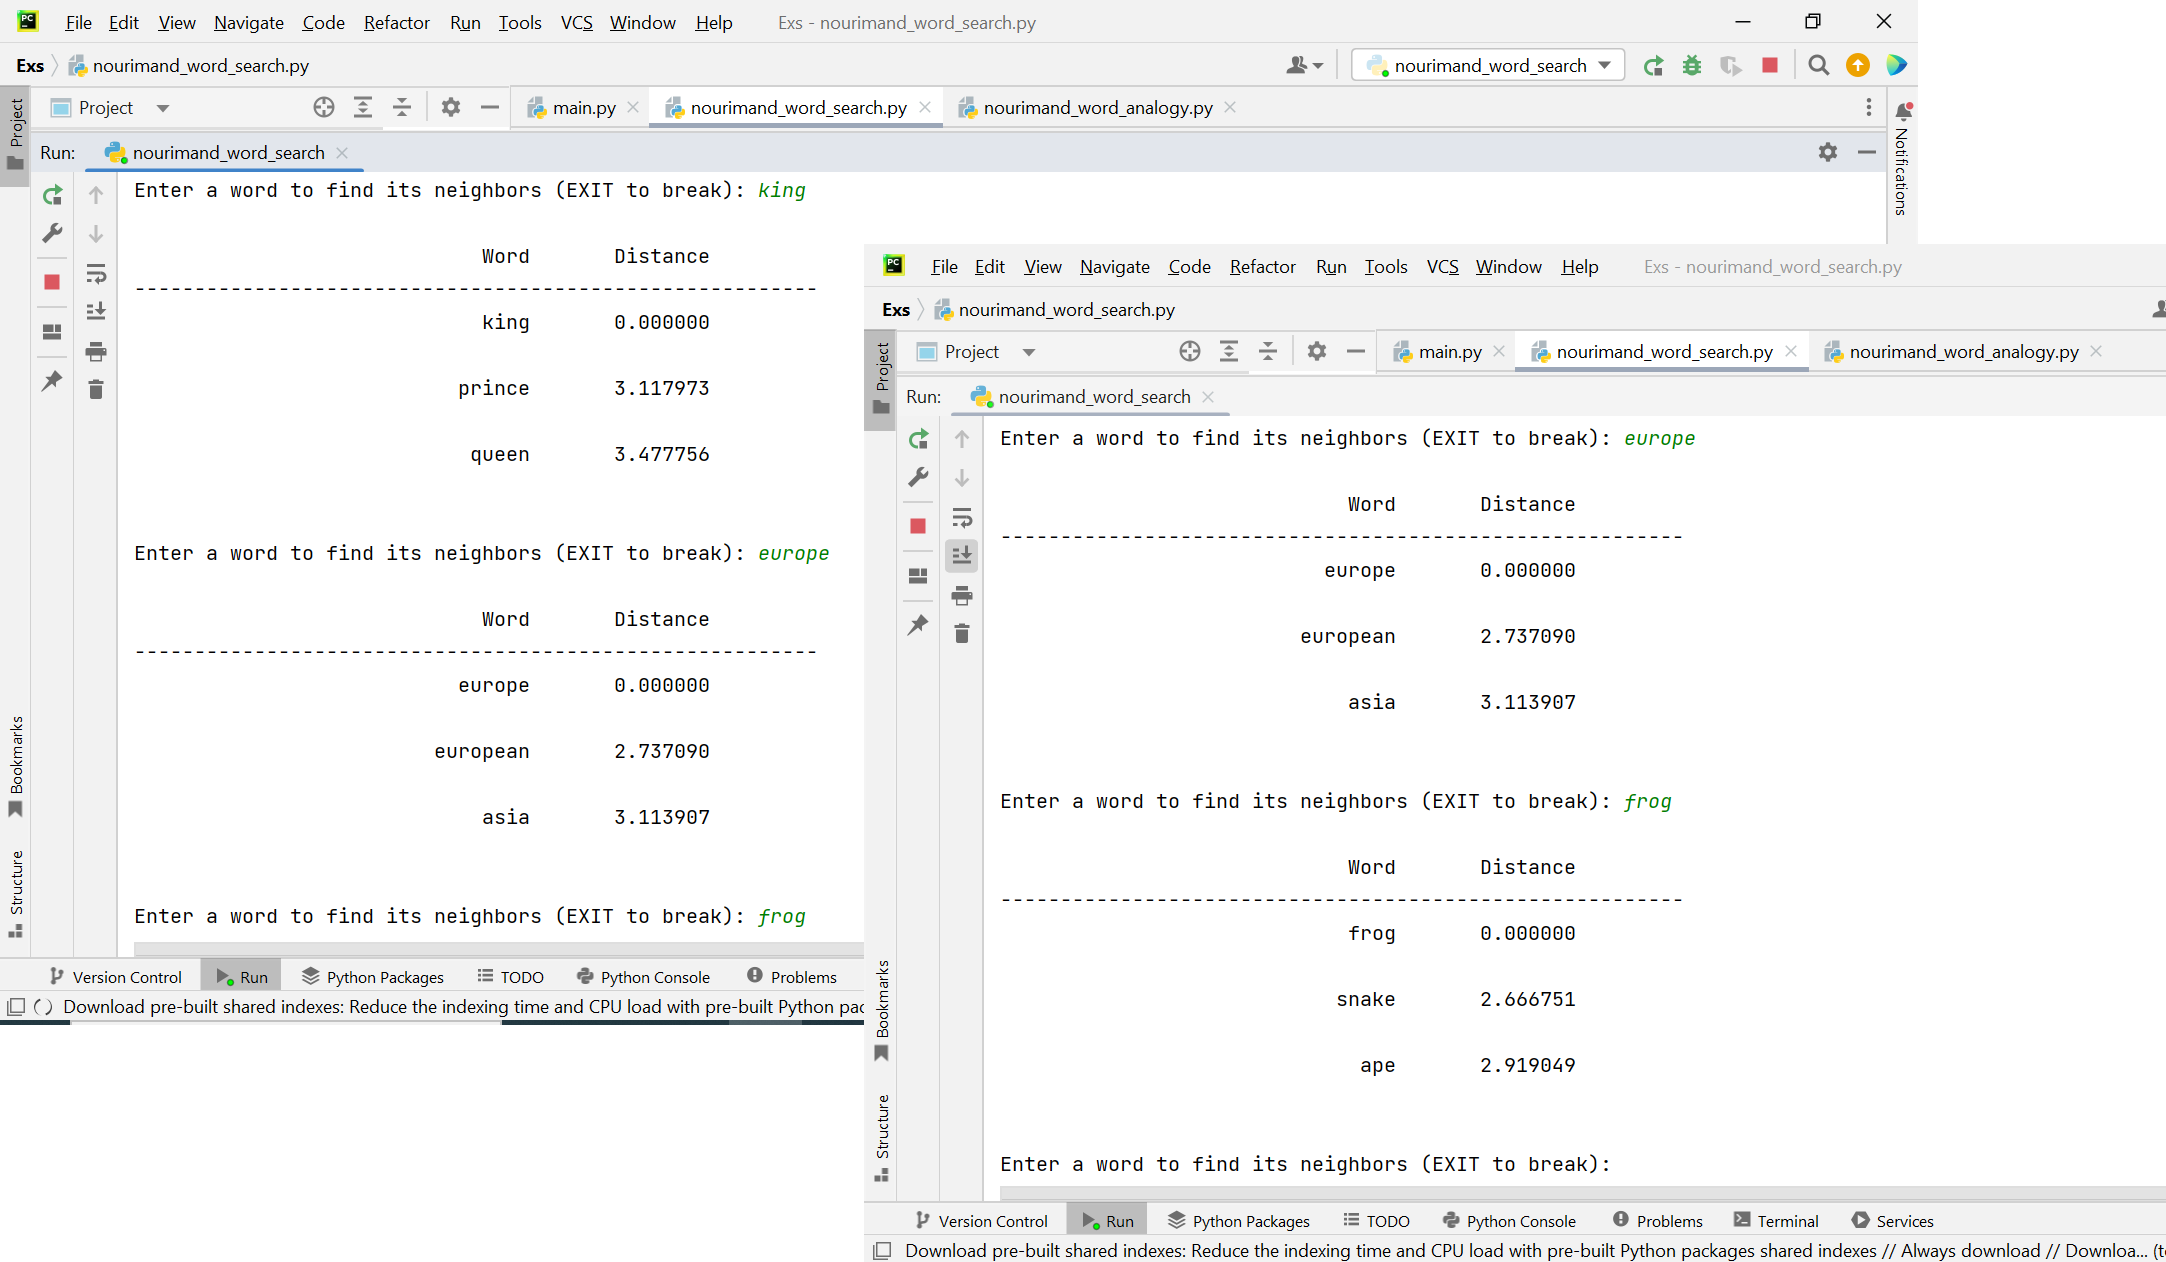 PC
File Edit View Navigate Code Refactor Run Tools VCS Window Help Exs - nourimand_word_search.py
Exs nourimand_word_search.py
nourimand_word_search
Project
main.py
nourimand_word_search.py
nourimand_word_analogy.py
Project
Notifications
Run: nourimand_word_search
Enter a word to find its neighbors (EXIT to break): king
Word Distance
---------------------------------------------------------
king 0.000000
prince 3.117973
queen 3.477756
Enter a word to find its neighbors (EXIT to break): europe
Word Distance
---------------------------------------------------------
europe 0.000000
european 2.737090
asia 3.113907
Enter a word to find its neighbors (EXIT to break): frog
Bookmarks
Structure
Version Control Run Python Packages TODO Python Console Problems
Download pre-built shared indexes: Reduce the indexing time and CPU load with pre-built Python pac
PC
File Edit View Navigate Code Refactor Run Tools VCS Window Help Exs - nourimand_word_search.py
Exs nourimand_word_search.py
Project
main.py
nourimand_word_search.py
nourimand_word_analogy.py
Project
Run: nourimand_word_search
Enter a word to find its neighbors (EXIT to break): europe
Word Distance
---------------------------------------------------------
europe 0.000000
european 2.737090
asia 3.113907
Enter a word to find its neighbors (EXIT to break): frog
Word Distance
---------------------------------------------------------
frog 0.000000
snake 2.666751
ape 2.919049
Enter a word to find its neighbors (EXIT to break):
Bookmarks
Structure
Version Control Run Python Packages TODO Python Console Problems Terminal Services
Download pre-built shared indexes: Reduce the indexing time and CPU load with pre-built Python packages shared indexes // Always download // Downloa... (t